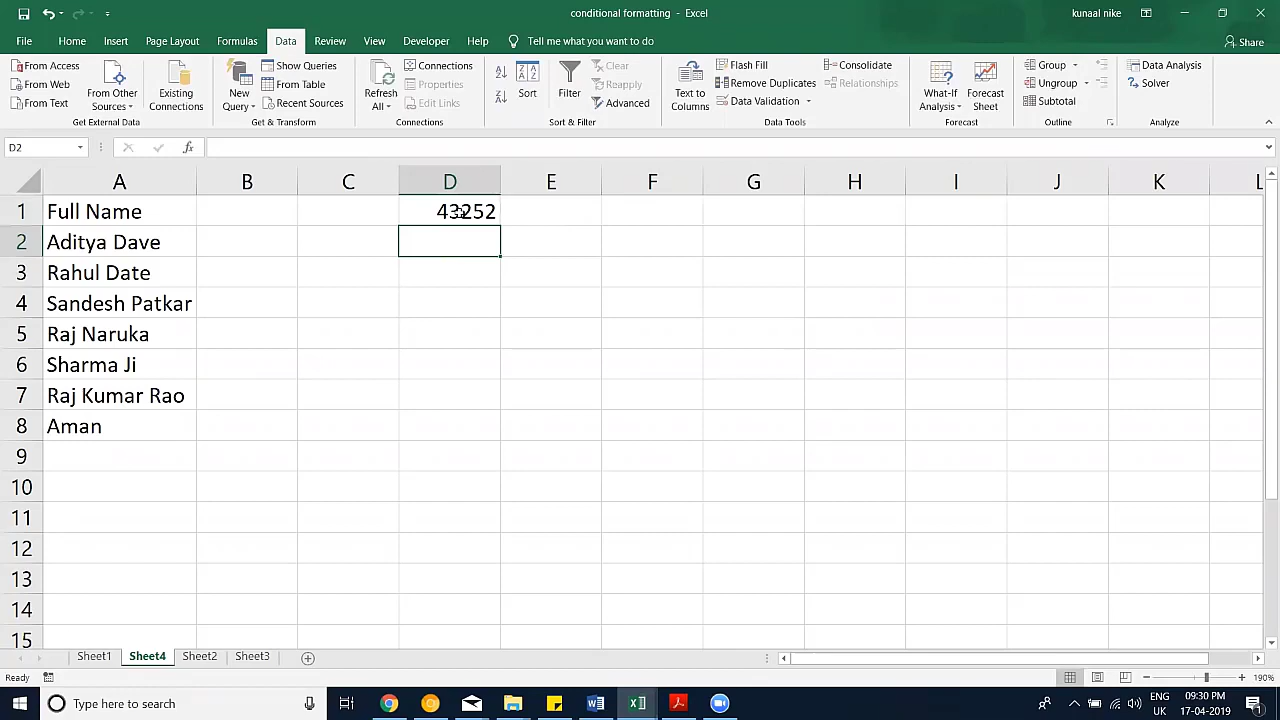 conditional formatting - Excel
kunaal nike
File Home Insert Page Layout Formulas Data Review View Developer Help Tell me what you want to do
Share
From Access
From Web
From Text
From Other Sources
Existing Connections
Get External Data
New Query
Show Queries
From Table
Recent Sources
Get & Transform
Refresh All
Connections
Properties
Edit Links
Connections
Sort
Filter
Clear
Reapply
Advanced
Sort & Filter
Text to Columns
Flash Fill
Remove Duplicates
Data Validation
Consolidate
Relationships
Data Tools
What-If Analysis
Forecast Sheet
Forecast
Group
Ungroup
Subtotal
Outline
Data Analysis
Solver
Analyze
D2
fx
A B C D E F G H I J K L
1 Full Name 43252
2 Aditya Dave
3 Rahul Date
4 Sandesh Patkar
5 Raj Naruka
6 Sharma Ji
7 Raj Kumar Rao
8 Aman
9
10
11
12
13
14
15
Sheet1 Sheet4 Sheet2 Sheet3
Ready
190%
Type here to search
ENG
UK
09:30 PM
17-04-2019